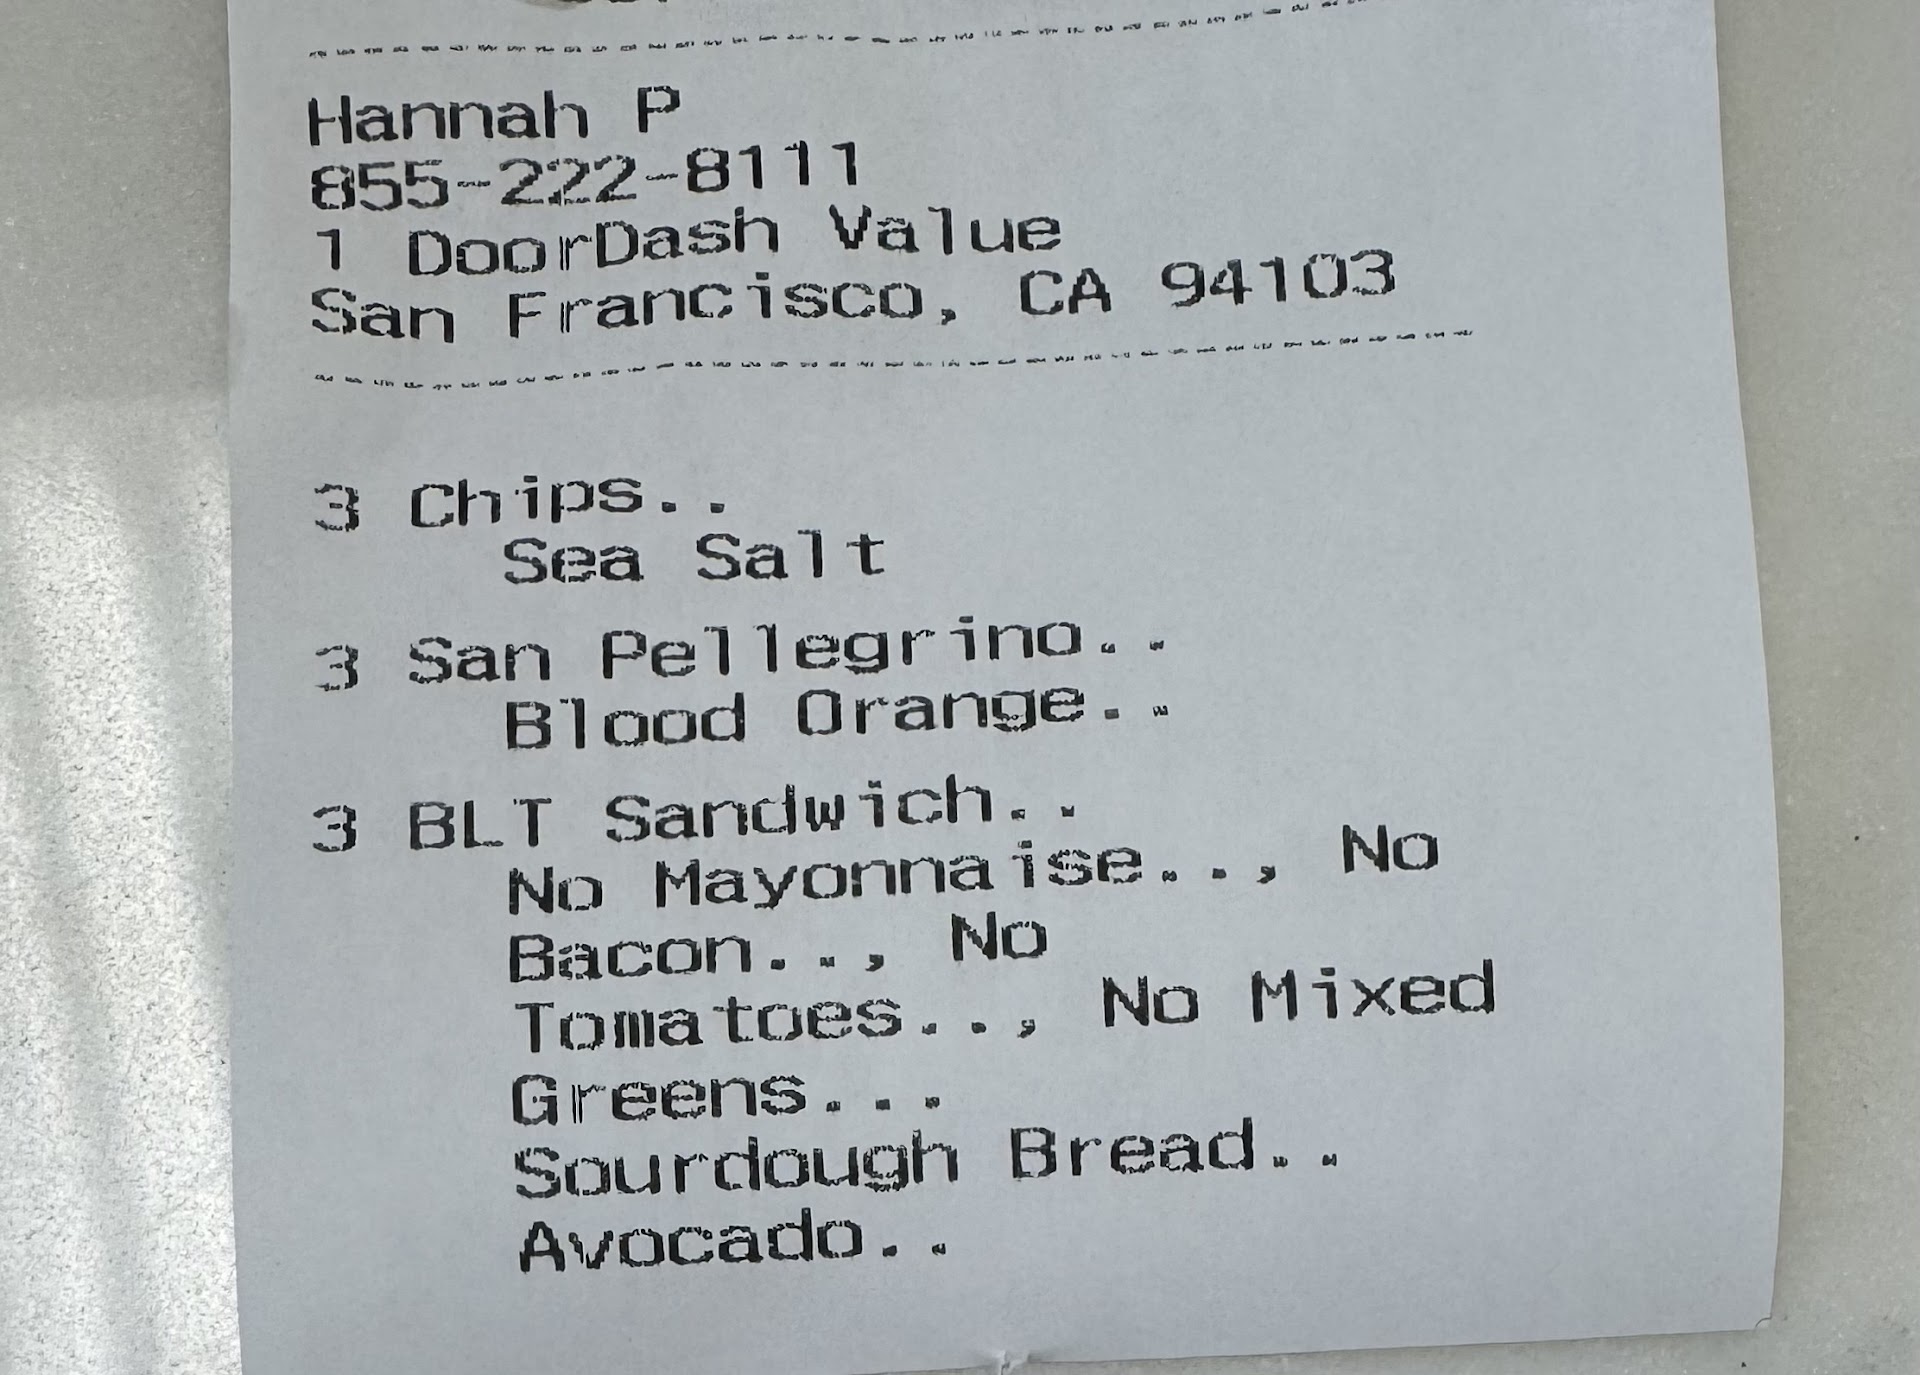 Hannah P
855-222-8111
1 DoorDash Value
San Francisco, CA 94103
3 Chips..
Sea Salt
3 San Pellegrino..
Blood Orange..
3 BLT Sandwich..
No Mayonnaise.., No
Bacon.., No
Tomatoes.., No Mixed
Greens...
Sourdough Bread..
Avocado..